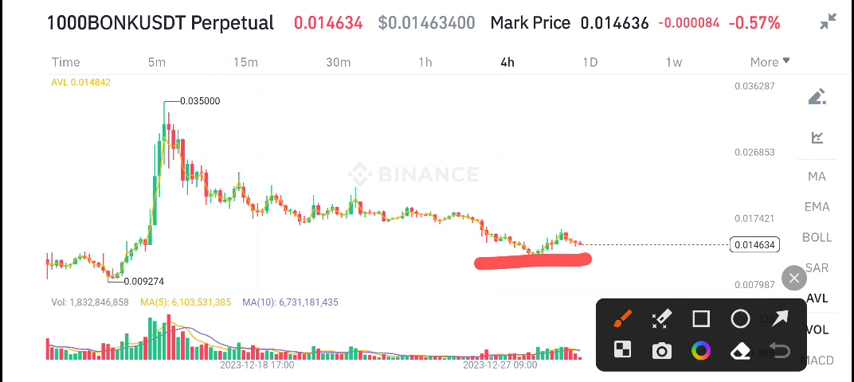 1000BONKUSDT Perpetual 0.014634 $0.01463400 Mark Price 0.014636 -0.000084 -0.57%
Time 5m 15m 30m 1h 4h 1D 1w More
AVL 0.014842
0.036287
0.035000
0.026853
BINANCE
MA
EMA
0.017421
BOLL
0.014634
SAR
0.009274
0.007987
AVL
Vol: 1,832,846,858 MA(5): 6,103,531,385 MA(10): 6,731,181,435
VOL
MACD
2023-12-18 17:00 2023-12-27 09:00